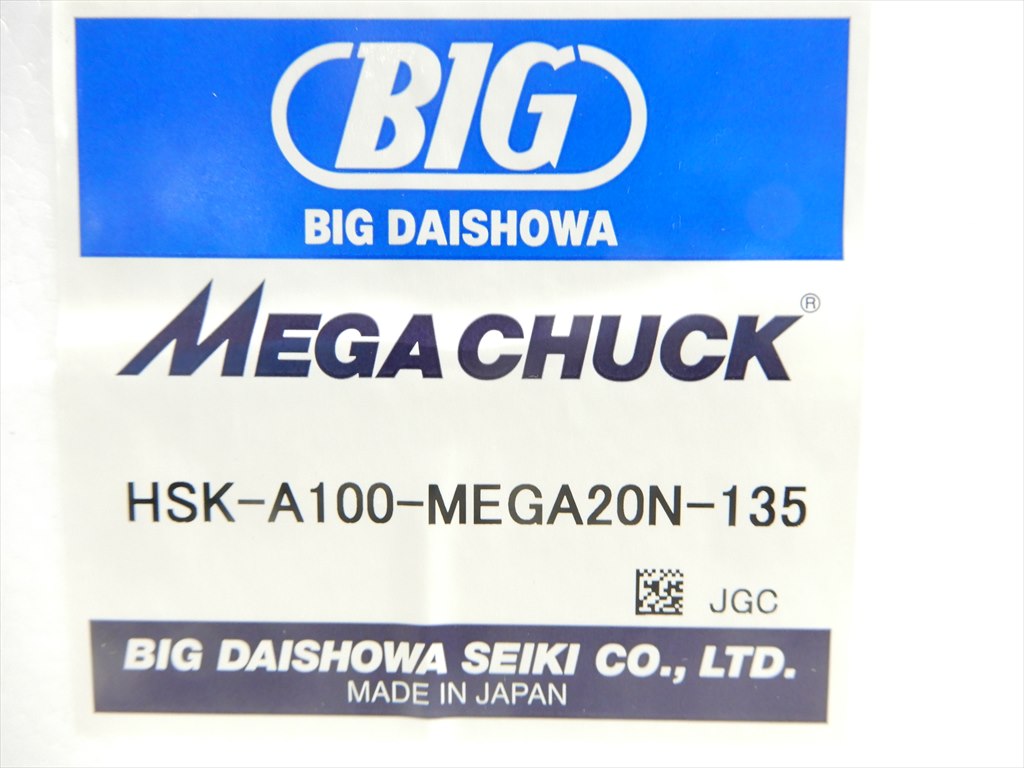 BIG
BIG DAISHOWA
MEGA CHUCK®
HSK-A100-MEGA20N-135
JGC
BIG DAISHOWA SEIKI CO., LTD.
MADE IN JAPAN